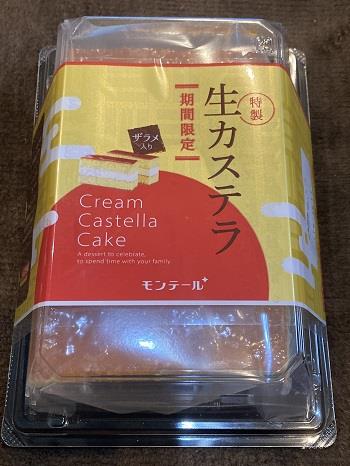 特製
生カステラ
期間限定
ザラメ
入り
Cream
Castella
Cake
A dessert to celebrate,
to spend time with your family.
モンテール